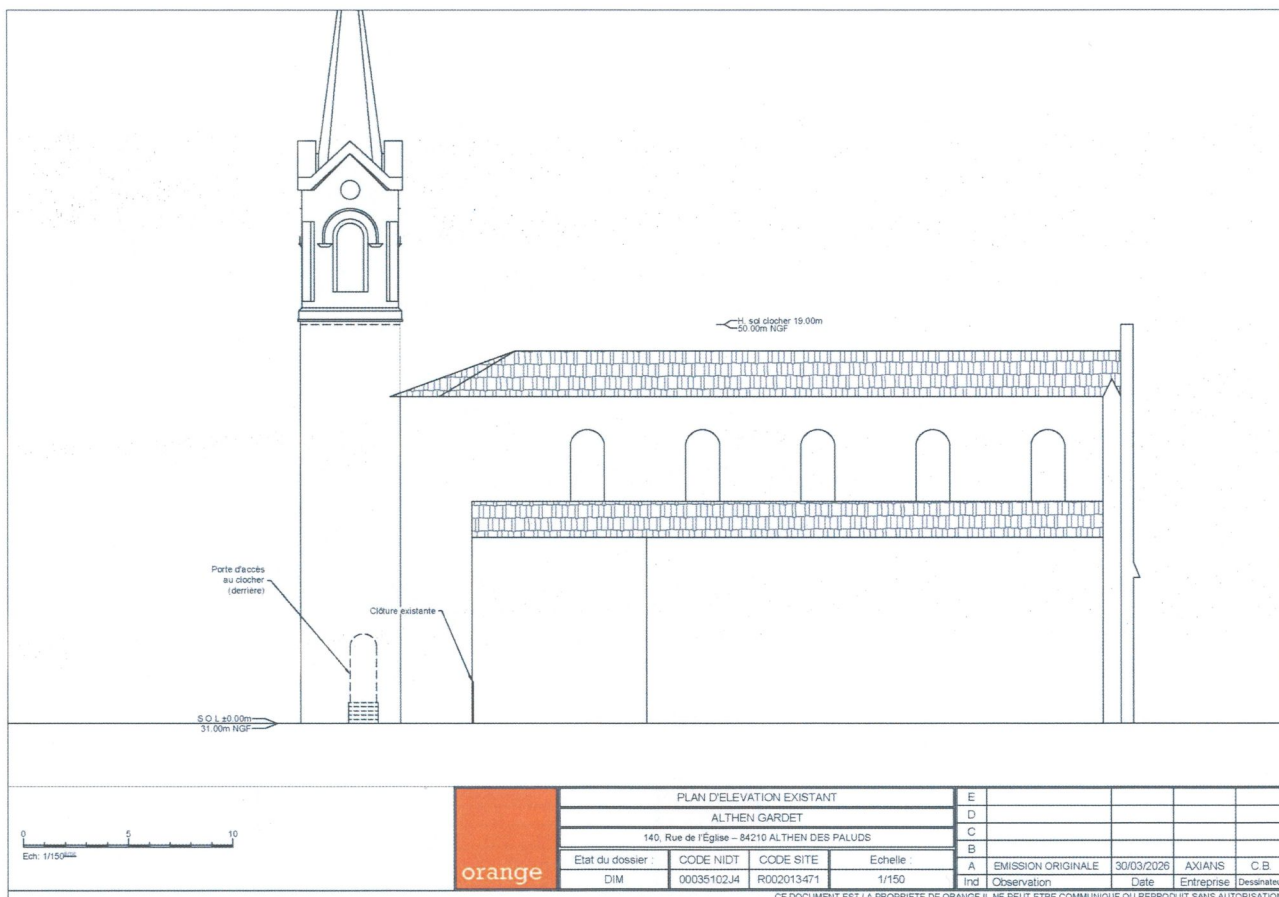 H. sol clocher 19.00m
50.00m NGF
Porte d'accès
au clocher
(derrière)
Clôture existante
S O L ±0.00m
31.00m NGF
0 5 10
Ech: 1/150
orange
PLAN D'ELEVATION EXISTANT
ALTHEN GARDET
140, Rue de l'Église – 84210 ALTHEN DES PALUDS
Etat du dossier : CODE NIDT CODE SITE Echelle :
DIM 00035102J4 R002013471 1/150
E
D
C
B
A EMISSION ORIGINALE 30/03/2026 AXIANS C.B.
Ind Observation Date Entreprise Dessinateur
CE DOCUMENT EST LA PROPRIETE DE ORANGE IL NE PEUT ETRE COMMUNIQUE OU REPRODUIT SANS AUTORISATION